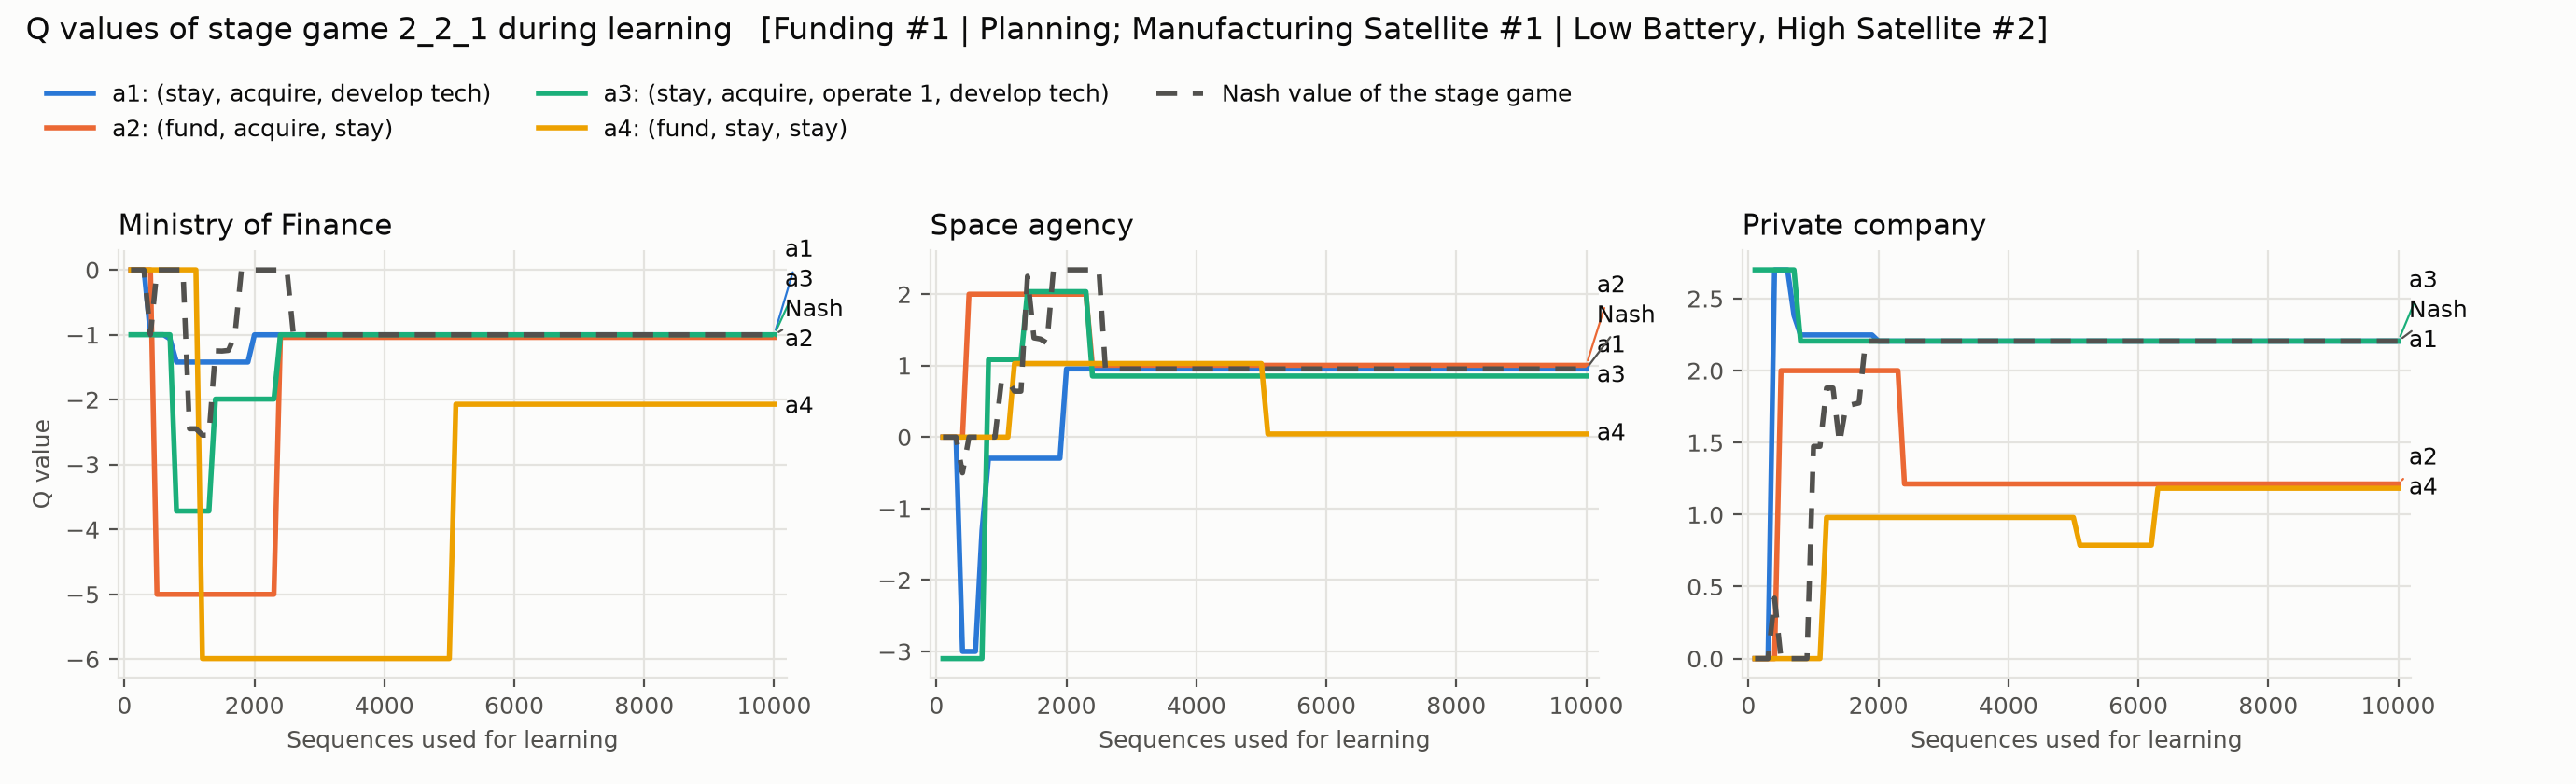 Q values of stage game 2_2_1 during learning   [Funding #1 | Planning; Manufacturing Satellite #1 | Low Battery, High Satellite #2]
a1: (stay, acquire, develop tech)
a3: (stay, acquire, operate 1, develop tech)
Nash value of the stage game
a2: (fund, acquire, stay)
a4: (fund, stay, stay)
Ministry of Finance
Q value
0
−1
−2
−3
−4
−5
−6
0 2000 4000 6000 8000 10000
Sequences used for learning
a1
a3
Nash
a2
a4
Space agency
2
1
0
−1
−2
−3
0 2000 4000 6000 8000 10000
Sequences used for learning
a2
Nash
a1
a3
a4
Private company
2.5
2.0
1.5
1.0
0.5
0.0
0 2000 4000 6000 8000 10000
Sequences used for learning
a3
Nash
a1
a2
a4